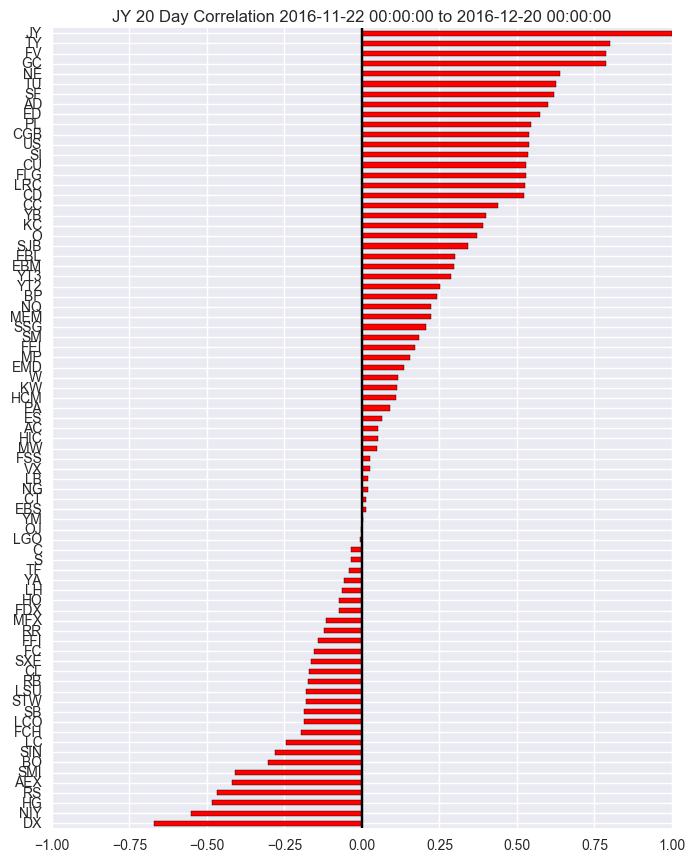 JY 20 Day Correlation 2016-11-22 00:00:00 to 2016-12-20 00:00:00
JY
TY
FV
GC
NE
TU
SF
AD
ED
PL
CGB
US
SI
CU
FLG
LRC
CD
CC
YB
KC
O
SJB
EBL
EBM
YT3
YT2
BP
NQ
MEM
SSG
SM
FEI
MP
EMD
W
KW
HCM
PA
ES
AC
HIC
MW
FSS
VX
LB
NG
CT
EBS
YM
OJ
LGO
C
S
TF
YA
LH
HO
FDX
MFX
RR
FFI
FC
SXE
CL
RB
LSU
STW
SB
LCO
FCH
LC
SIN
BO
SMI
AEX
RS
HG
NIY
DX
−1.00 −0.75 −0.50 −0.25 0.00 0.25 0.50 0.75 1.00